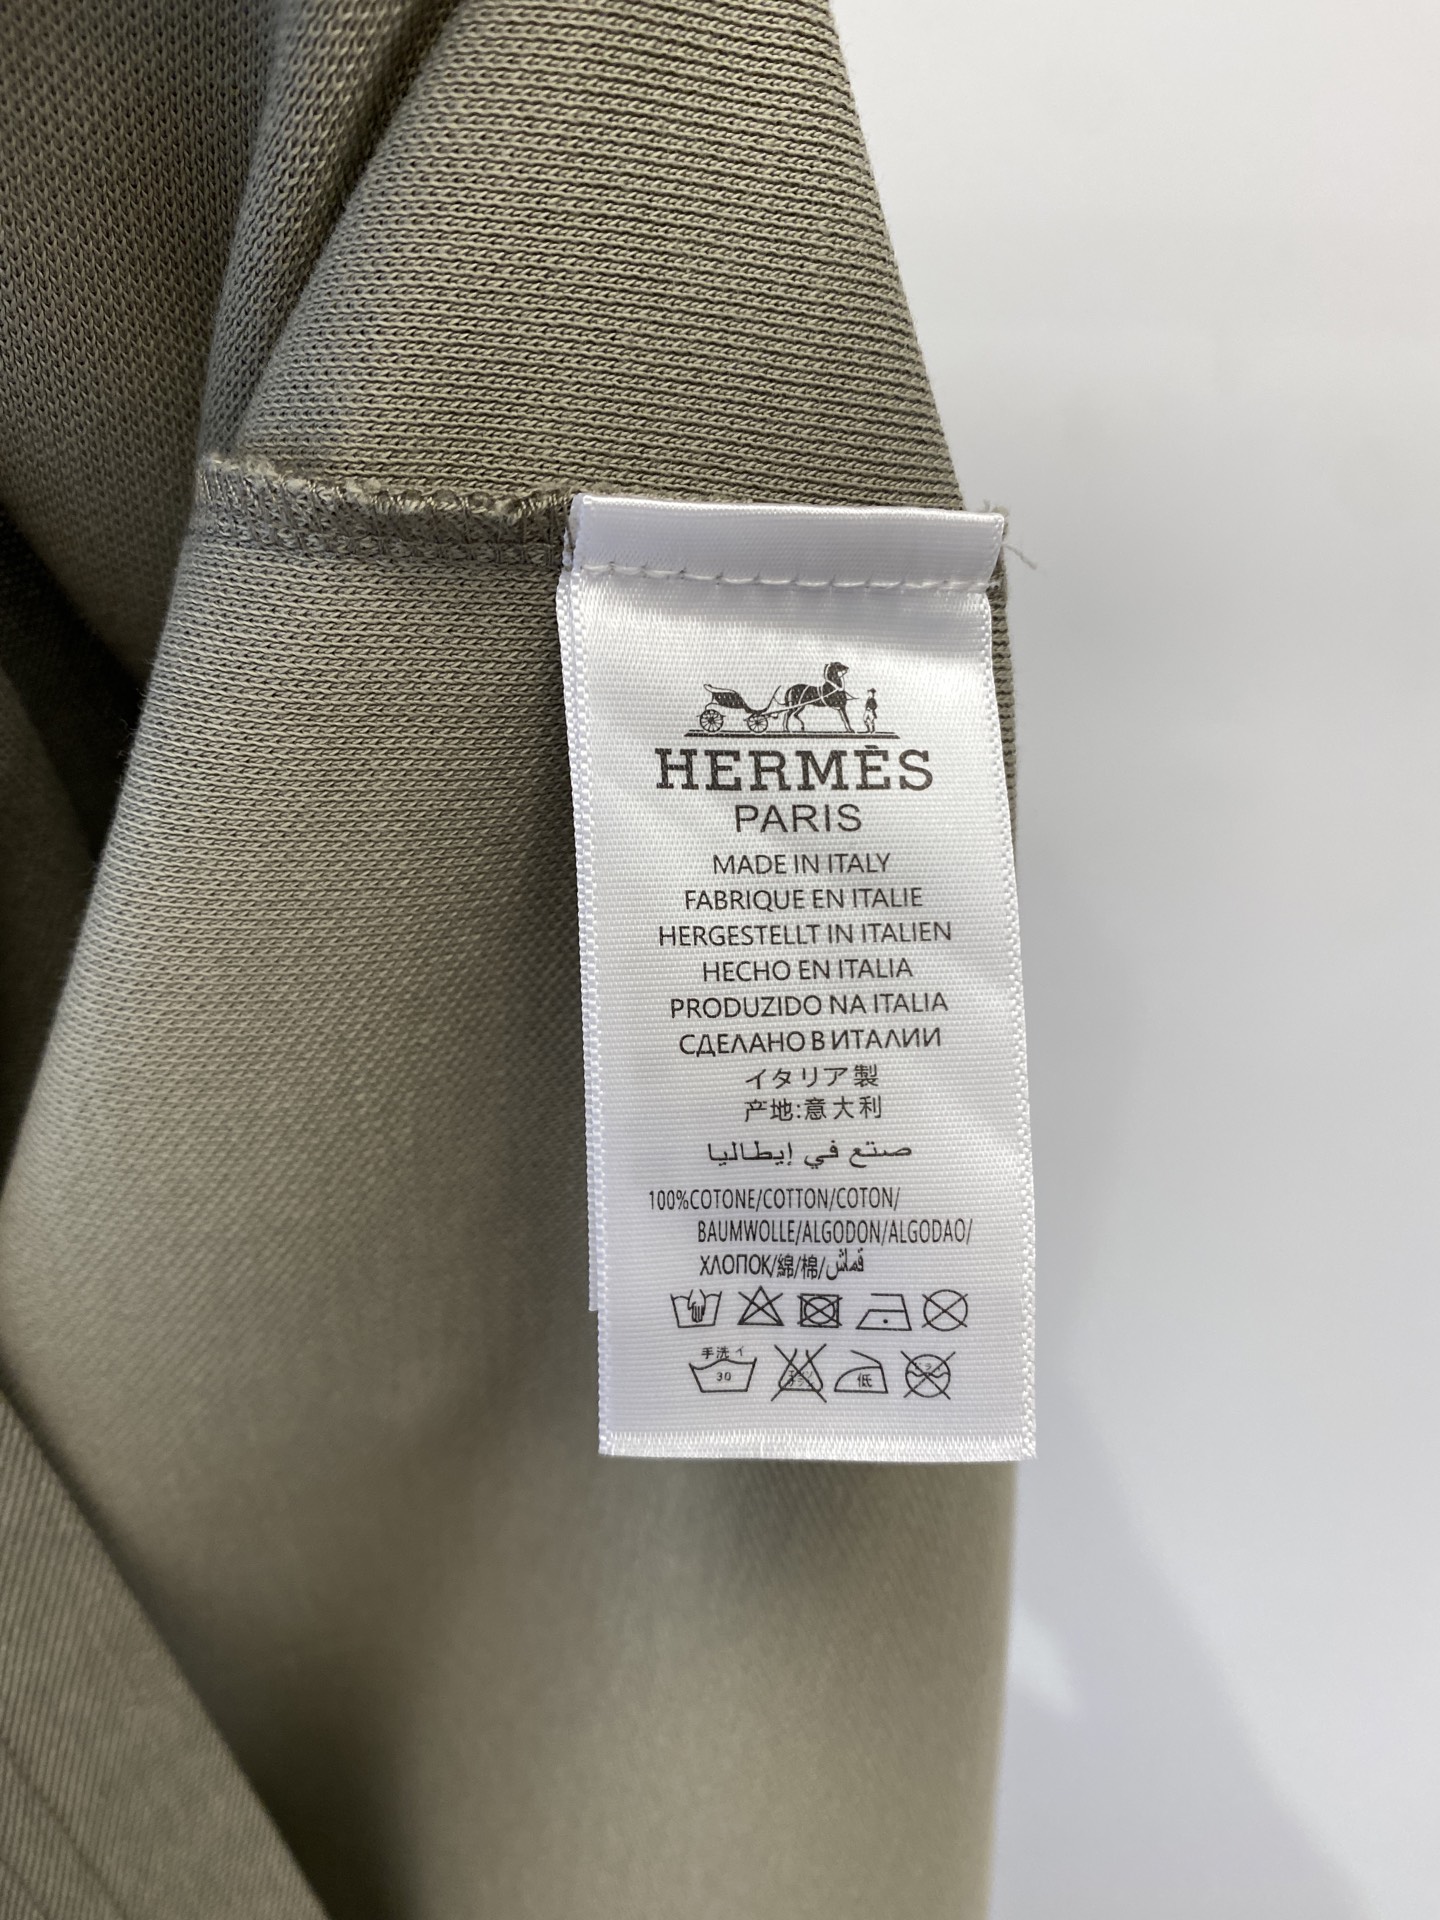 HERMÈS
PARIS
MADE IN ITALY
FABRIQUE EN ITALIE
HERGESTELLT IN ITALIEN
HECHO EN ITALIA
PRODUZIDO NA ITALIA
СДЕЛАНО В ИТАЛИИ
イタリア製
产地:意大利
صنع في إيطاليا
100%COTONE/COTTON/COTON/
BAUMWOLLE/ALGODON/ALGODAO/
ХЛОПОК/綿/棉/قماش
手洗イ
30
低